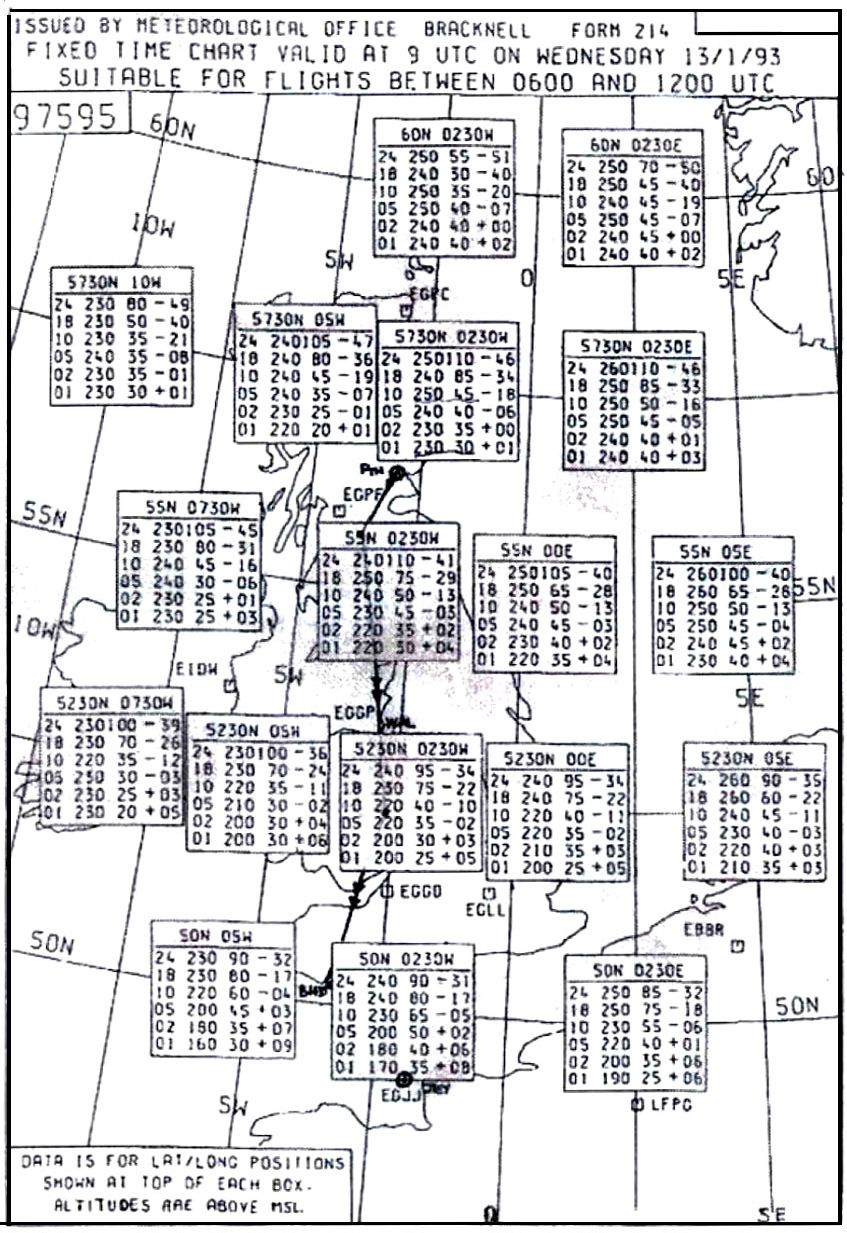 ISSUED BY METEOROLOGICAL OFFICE BRACKNELL FORM 214
FIXED TIME CHART VALID AT 9 UTC ON WEDNESDAY 13/1/93
SUITABLE FOR FLIGHTS BETWEEN 0600 AND 1200 UTC
97595
60N
60N 0230W
24 250 55 -51
18 240 30 -40
10 250 35 -20
05 250 40 -07
02 240 40 +00
01 240 40 +02
60N 0230E
24 250 70 -50
18 250 45 -40
10 240 45 -19
05 250 45 -07
02 240 45 +00
01 240 40 +02
60
10W
5W
0
5E
EGPC
5730N 10W
24 230 80 -49
18 230 50 -40
10 230 35 -21
05 240 35 -08
02 230 35 -01
01 230 30 +01
5730N 05W
24 240105 -47
18 240 80 -36
10 240 45 -19
05 240 35 -07
02 230 25 -01
01 220 20 +01
5730N 0230W
24 250110 -46
18 240 85 -34
10 250 45 -18
05 240 40 -06
02 230 35 +00
01 230 30 +01
5730N 0230E
24 260110 -46
18 250 85 -33
10 250 50 -16
05 250 45 -05
02 240 40 +01
01 240 40 +03
PTH
EGPF
55N
55N 0730W
24 230105 -45
18 230 80 -31
10 240 45 -16
05 240 30 -06
02 230 25 +01
01 230 25 +03
55N 0230W
24 240110 -41
18 250 75 -29
10 240 50 -13
05 230 45 -03
02 220 35 +02
01 220 30 +04
55N 00E
24 250105 -40
18 250 65 -28
10 240 50 -13
05 240 45 -03
02 230 40 +02
01 220 35 +04
55N 05E
24 260100 -40
18 260 65 -28
10 250 50 -13
05 250 45 -04
02 240 45 +02
01 230 40 +04
55N
10W
EIDW
5W
5E
EGGP
WAL
5230N 0730W
24 230100 -39
18 230 70 -26
10 220 35 -12
05 250 30 -03
02 230 25 +03
01 230 20 +05
5230N 05W
24 230100 -36
18 230 70 -24
10 220 35 -11
05 210 30 -02
02 200 30 +04
01 200 30 +06
5230N 0230W
24 240 95 -34
18 230 75 -22
10 220 40 -10
05 220 35 -02
02 200 30 +03
01 200 25 +05
5230N 00E
24 240 95 -34
18 240 75 -22
10 220 40 -11
05 220 35 -02
02 210 35 +03
01 200 25 +05
5230N 05E
24 260 90 -35
18 260 60 -22
10 240 45 -11
05 230 40 -03
02 220 40 +03
01 210 35 +03
EGGD
EGLL
EBBR
50N
50N 05W
24 230 90 -32
18 230 80 -17
10 220 60 -04
05 200 45 +03
02 180 35 +07
01 160 30 +09
BHD
50N 0230W
24 240 90 -31
18 240 80 -17
10 230 65 -05
05 200 50 +02
02 180 40 +06
01 170 35 +08
50N 0230E
24 250 85 -32
18 250 75 -18
10 230 55 -06
05 220 40 +01
02 200 35 +06
01 190 25 +06
50N
EGJJ
JSY
LFPG
5W
DATA IS FOR LAT/LONG POSITIONS
SHOWN AT TOP OF EACH BOX.
ALTITUDES ARE ABOVE MSL.
0
5E